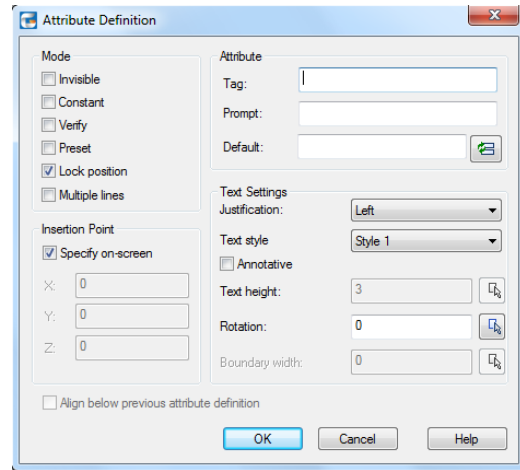 Attribute Definition
Mode
Invisible
Constant
Verify
Preset
Lock position
Multiple lines
Insertion Point
Specify on-screen
X: 0
Y: 0
Z: 0
Attribute
Tag:
Prompt:
Default:
Text Settings
Justification: Left
Text style Style 1
Annotative
Text height: 3
Rotation: 0
Boundary width: 0
Align below previous attribute definition
OK Cancel Help